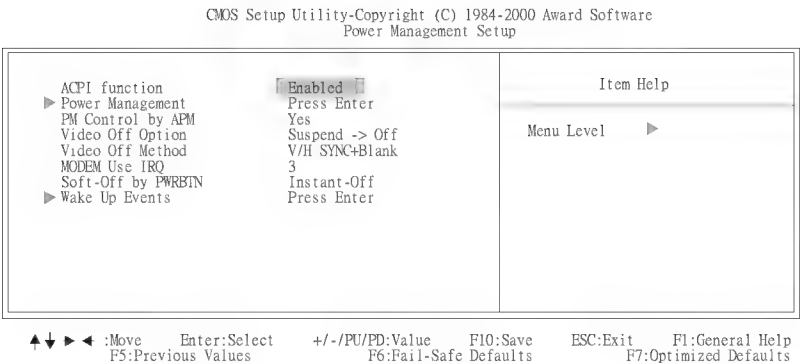 CMOS Setup Utility-Copyright (C) 1984-2000 Award Software
Power Management Setup
ACPI function Enabled
Power Management Press Enter
PM Control by APM Yes
Video Off Option Suspend -> Off
Video Off Method V/H SYNC+Blank
MODEM Use IRQ 3
Soft-Off by PWRBTN Instant-Off
Wake Up Events Press Enter
Item Help
Menu Level
:Move Enter:Select +/-/PU/PD:Value F10:Save ESC:Exit F1:General Help
F5:Previous Values F6:Fail-Safe Defaults F7:Optimized Defaults